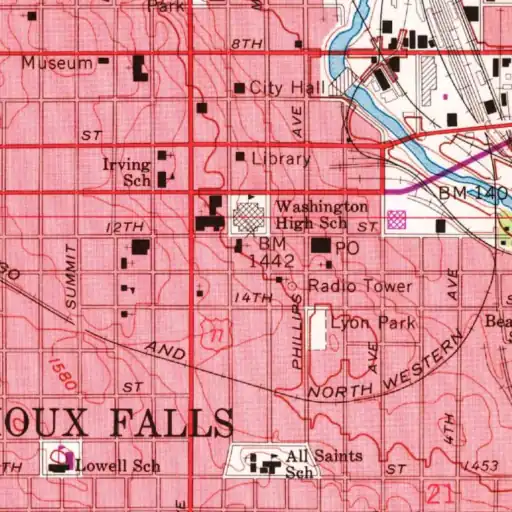 Park
8TH
Museum
City Hall
AVE
ST
Library
Irving
Sch
BM 140
Washington
High Sch
ST
12TH
BM
1442
PO
SUMMIT
Radio Tower
AVE
14TH
PHILLIPS
Lyon Park
77
AND
AVE
1580
ST
NORTH WESTERN
OUX FALLS
4TH
TH
Lowell Sch
All Saints
Sch
ST
1453
21